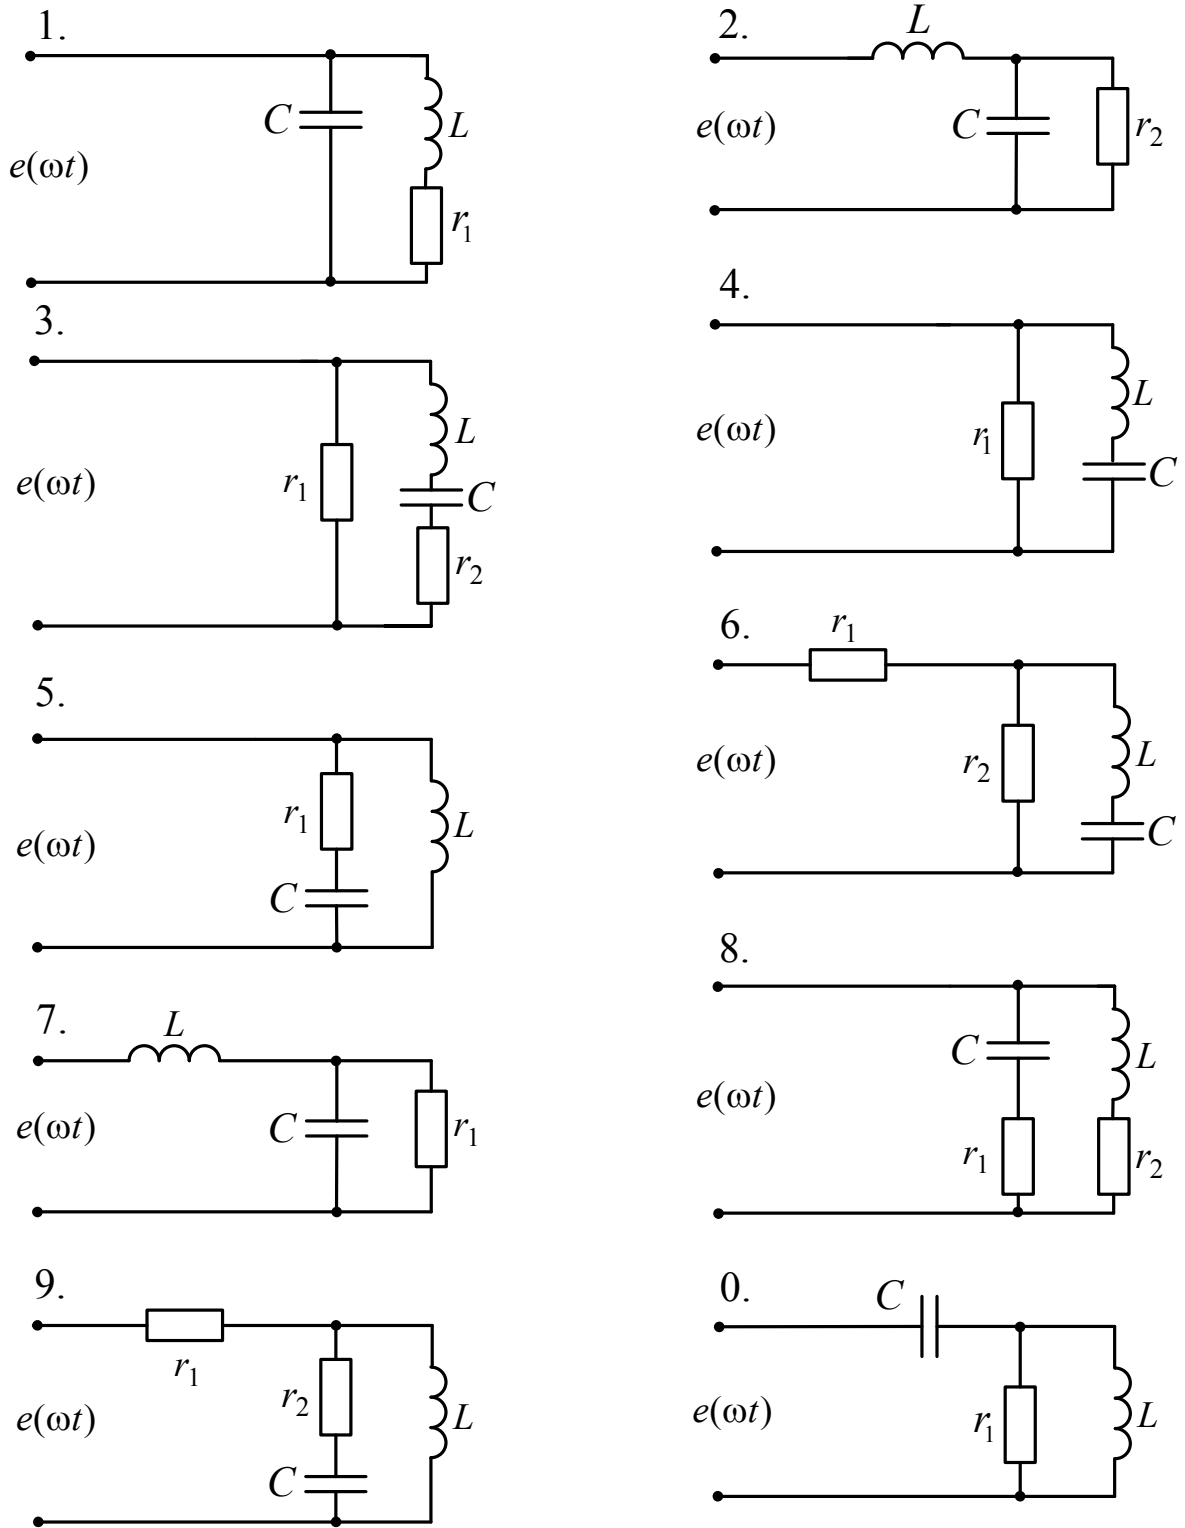 1.
C
L
e(ωt)
r₁
2.
L
C
e(ωt)
r₂
3.
L
r₁
e(ωt)
C
r₂
4.
L
e(ωt)
r₁
C
5.
r₁
L
e(ωt)
C
6.
r₁
L
e(ωt)
r₂
C
7.
L
e(ωt)
C
r₁
8.
C
L
e(ωt)
r₁
r₂
9.
r₁
r₂
L
e(ωt)
C
0.
C
e(ωt)
r₁
L